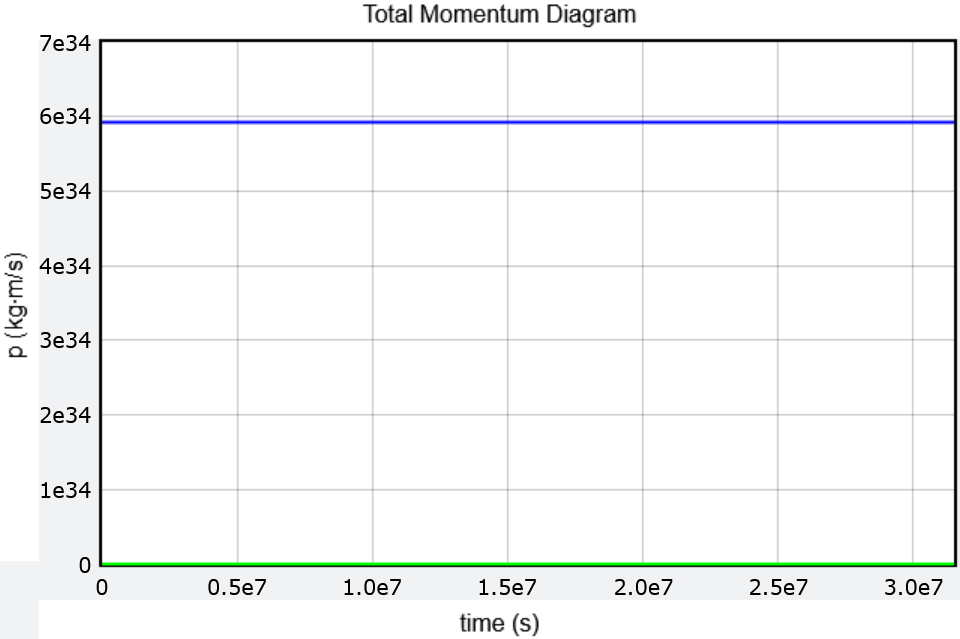 Total Momentum Diagram
7e34
6e34
5e34
4e34
3e34
2e34
1e34
0
p (kg·m/s)
0 0.5e7 1.0e7 1.5e7 2.0e7 2.5e7 3.0e7
time (s)